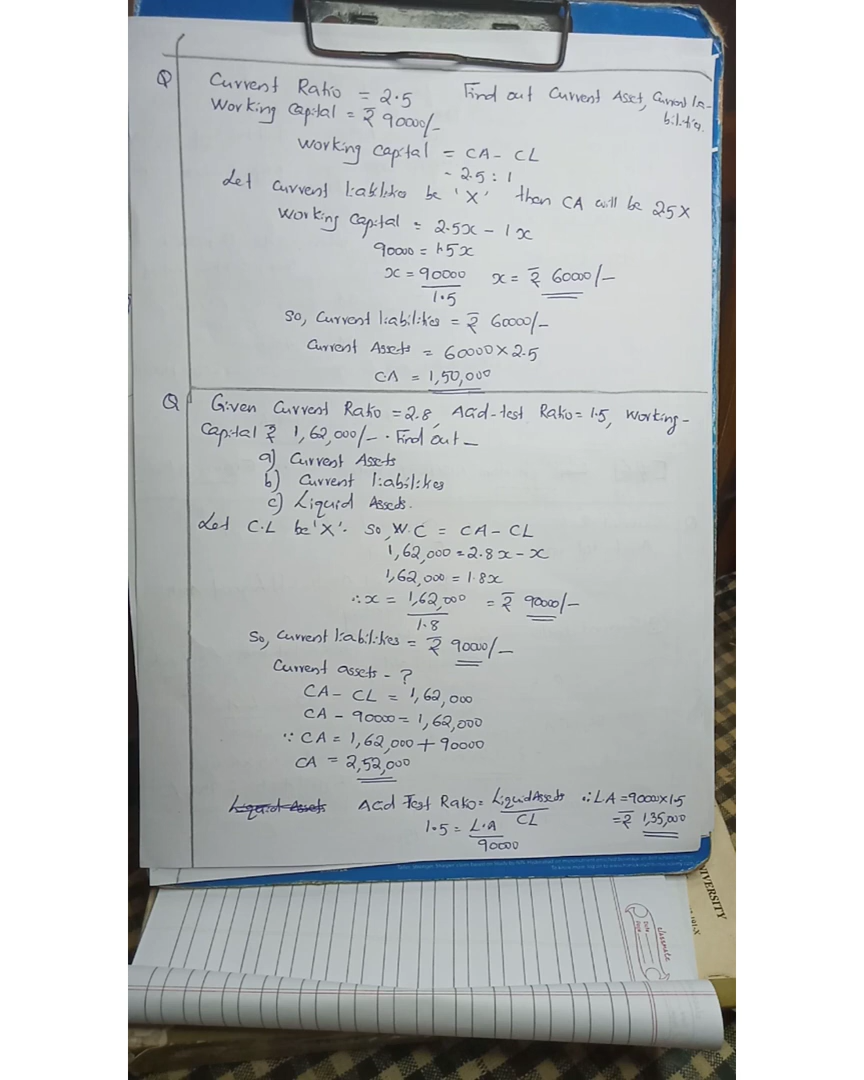 Q Current Ratio = 2.5 Find out Current Asset, Current lia-
Working Capital = ₹ 90000/- bilities.
Working Capital = CA - CL
= 2.5 : 1
Let current liabilities be 'X' then CA will be 25X
Working Capital = 2.5x - 1x
90000 = 1.5x
x = 90000 x = ₹ 60000/-
1.5
So, Current liabilities = ₹ 60000/-
Current Assets = 60000 X 2.5
CA = 1,50,000
Q Given Current Ratio = 2.8, Acid-test Ratio = 1.5, Working-
Capital ₹ 1,62,000/-. Find out -
a) Current Assets
b) Current liabilities
c) Liquid Assets.
Let C.L be 'X'. So, W.C = CA - CL
1,62,000 = 2.8x - x
1,62,000 = 1.8x
∴ x = 1,62,000 = ₹ 90000/-
1.8
So, Current liabilities = ₹ 90000/-
Current assets - ?
CA - CL = 1,62,000
CA - 90000 = 1,62,000
∵ CA = 1,62,000 + 90000
CA = 2,52,000
Liquid Assets Acid Test Ratio = Liquid Assets ∴ LA = 90000 X 1.5
CL = ₹ 1,35,000
1.5 = L.A
90000
IVERSITY
classmate
Date
Page